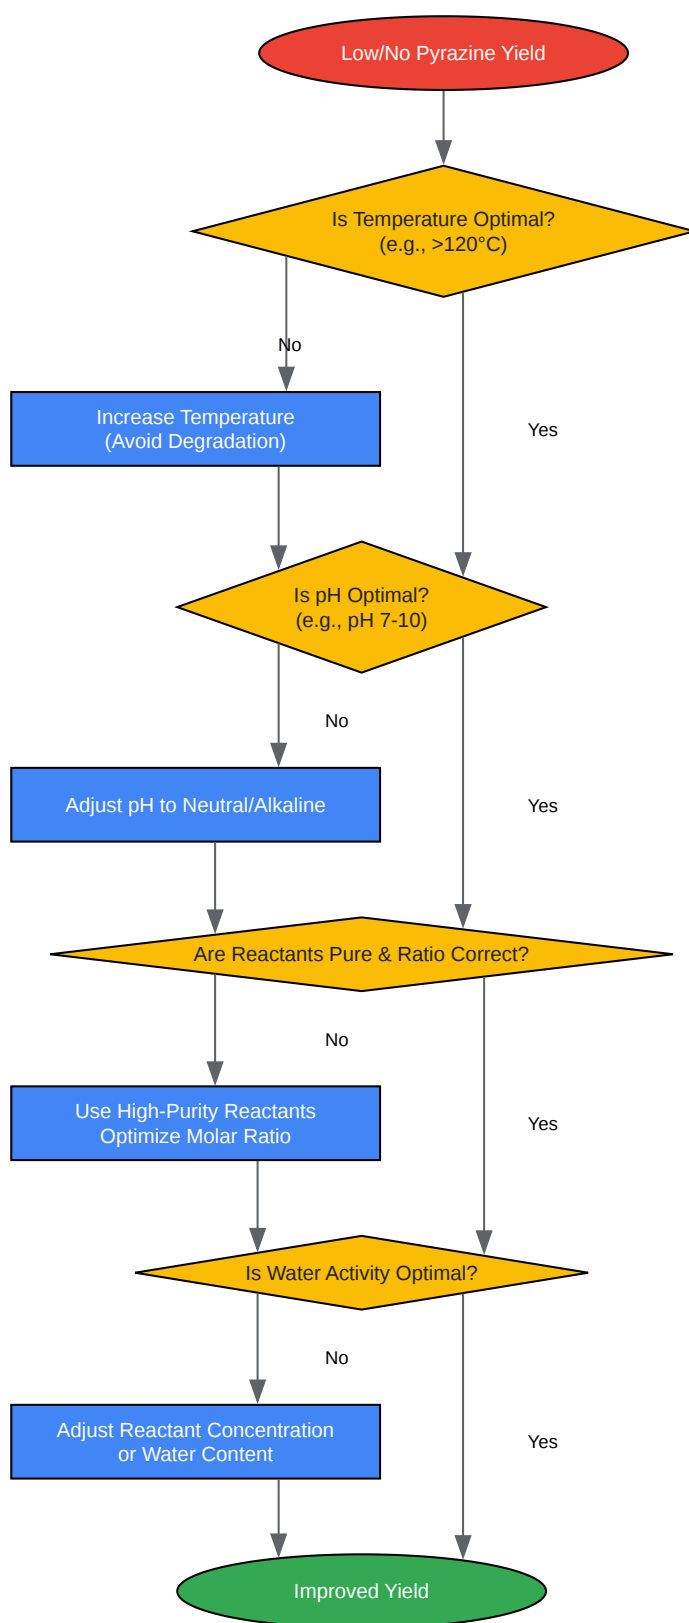 Low/No Pyrazine Yield
Is Temperature Optimal?
(e.g., >120°C)
No
Increase Temperature
(Avoid Degradation)
Yes
Is pH Optimal?
(e.g., pH 7-10)
No
Adjust pH to Neutral/Alkaline
Yes
Are Reactants Pure & Ratio Correct?
No
Use High-Purity Reactants
Optimize Molar Ratio
Yes
Is Water Activity Optimal?
No
Adjust Reactant Concentration
or Water Content
Yes
Improved Yield